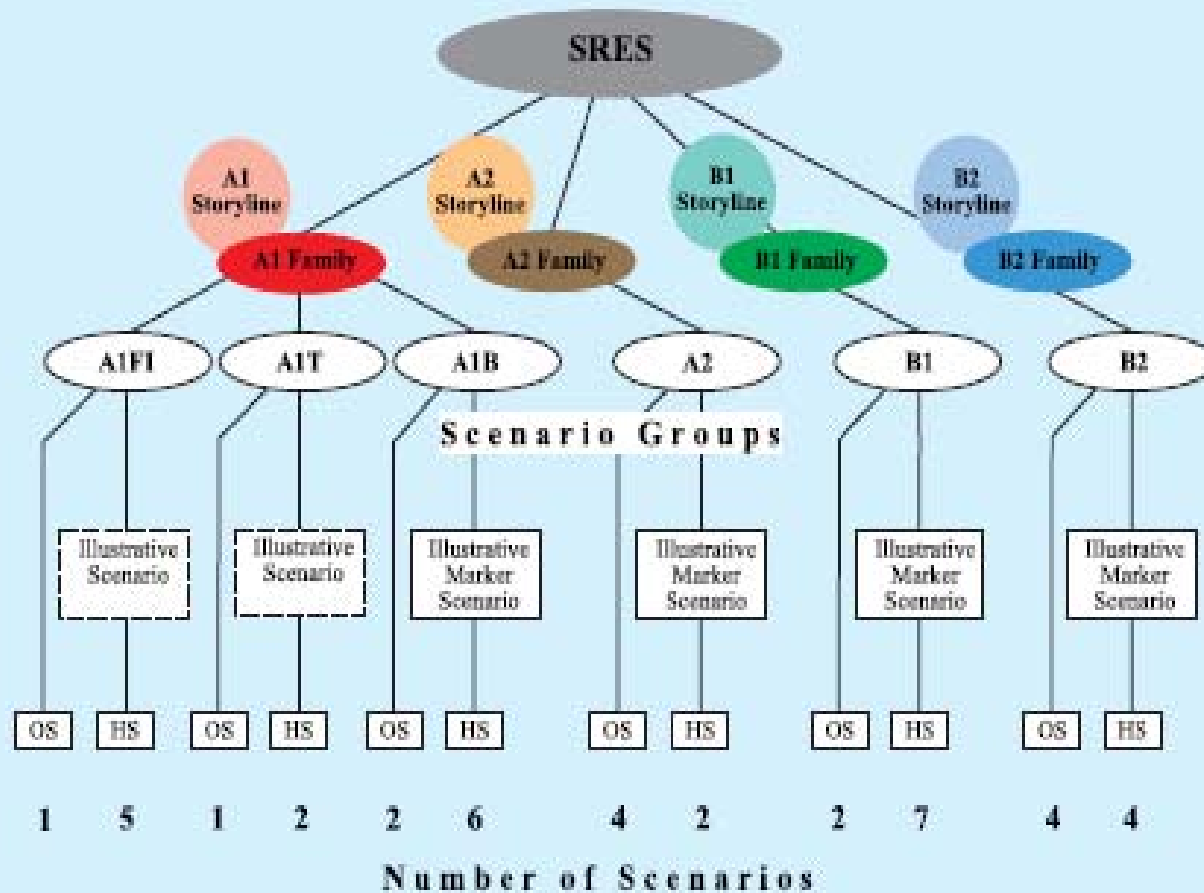 SRES
A1
Storyline
A2
Storyline
B1
Storyline
B2
Storyline
A1 Family
A2 Family
B1 Family
B2 Family
A1FI
A1T
A1B
A2
B1
B2
Scenario Groups
Illustrative
Scenario
Illustrative
Scenario
Illustrative
Marker
Scenario
Illustrative
Marker
Scenario
Illustrative
Marker
Scenario
Illustrative
Marker
Scenario
OS HS OS HS OS HS OS HS OS HS OS HS
1 5 1 2 2 6 4 2 2 7 4 4
Number of Scenarios